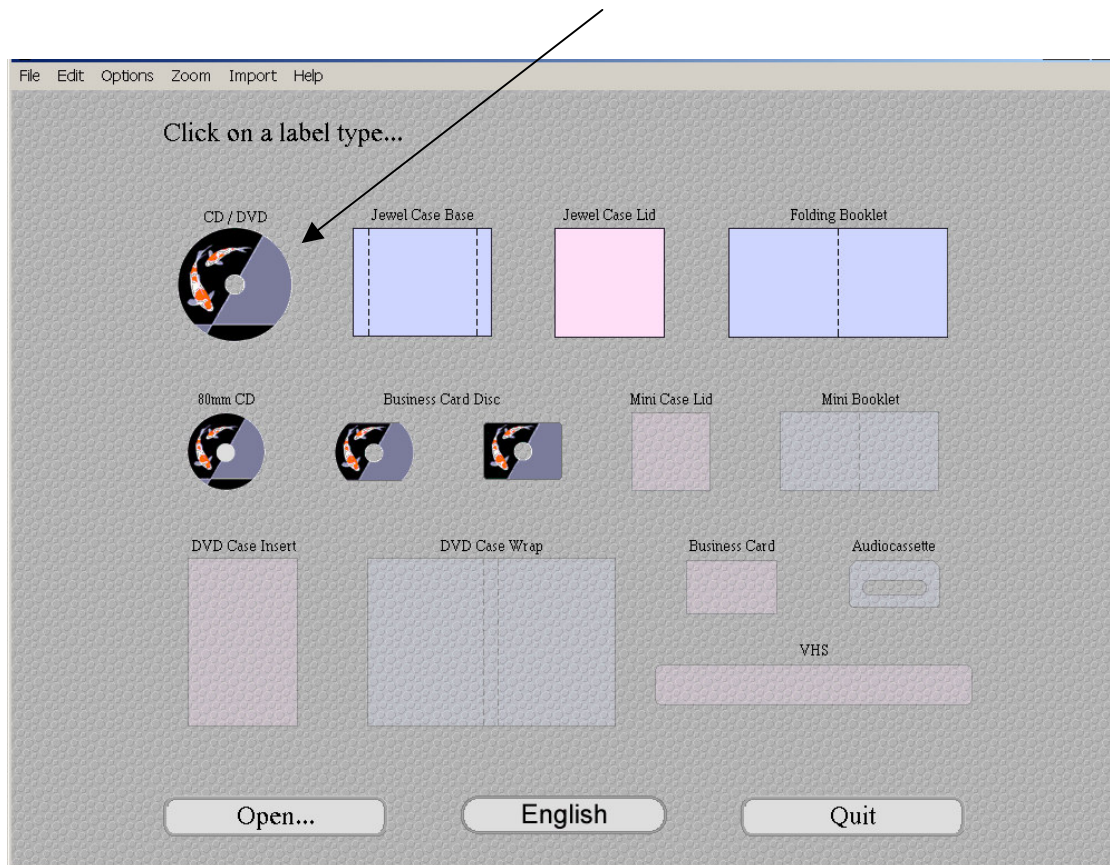 File Edit Options Zoom Import Help
Click on a label type...
CD / DVD Jewel Case Base Jewel Case Lid Folding Booklet
80mm CD Business Card Disc Mini Case Lid Mini Booklet
DVD Case Insert DVD Case Wrap Business Card Audiocassette
VHS
Open... English Quit